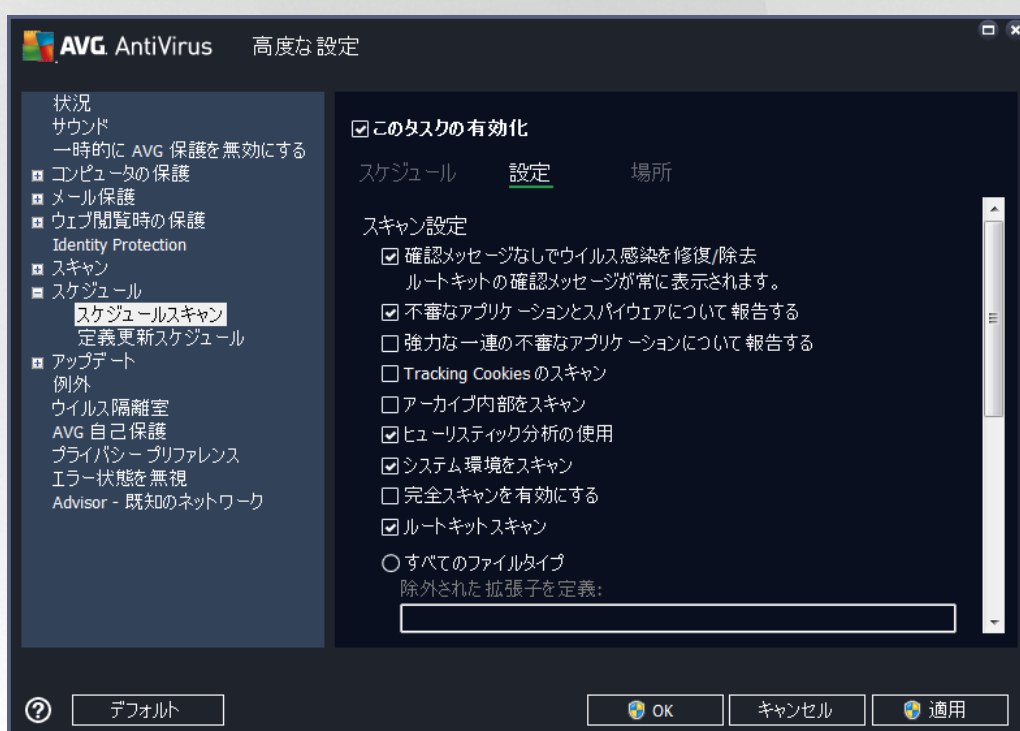 AVG. AntiVirus 高度な設定
状況
サウンド
一時的に AVG 保護を無効にする
コンピュータの保護
メール保護
ウェブ閲覧時の保護
Identity Protection
スキャン
スケジュール
スケジュールスキャン
定義更新スケジュール
アップデート
例外
ウイルス隔離室
AVG 自己保護
プライバシー プリファレンス
エラー状態を無視
Advisor - 既知のネットワーク
このタスクの有効化
スケジュール 設定 場所
スキャン設定
確認メッセージなしでウイルス感染を修復/除去
ルートキットの確認メッセージが常に表示されます。
不審なアプリケーションとスパイウェアについて報告する
強力な一連の不審なアプリケーションについて報告する
Tracking Cookies のスキャン
アーカイブ内部をスキャン
ヒューリスティック分析の使用
システム環境をスキャン
完全スキャンを有効にする
ルートキットスキャン
すべてのファイルタイプ
除外された拡張子を定義:
デフォルト OK キャンセル 適用